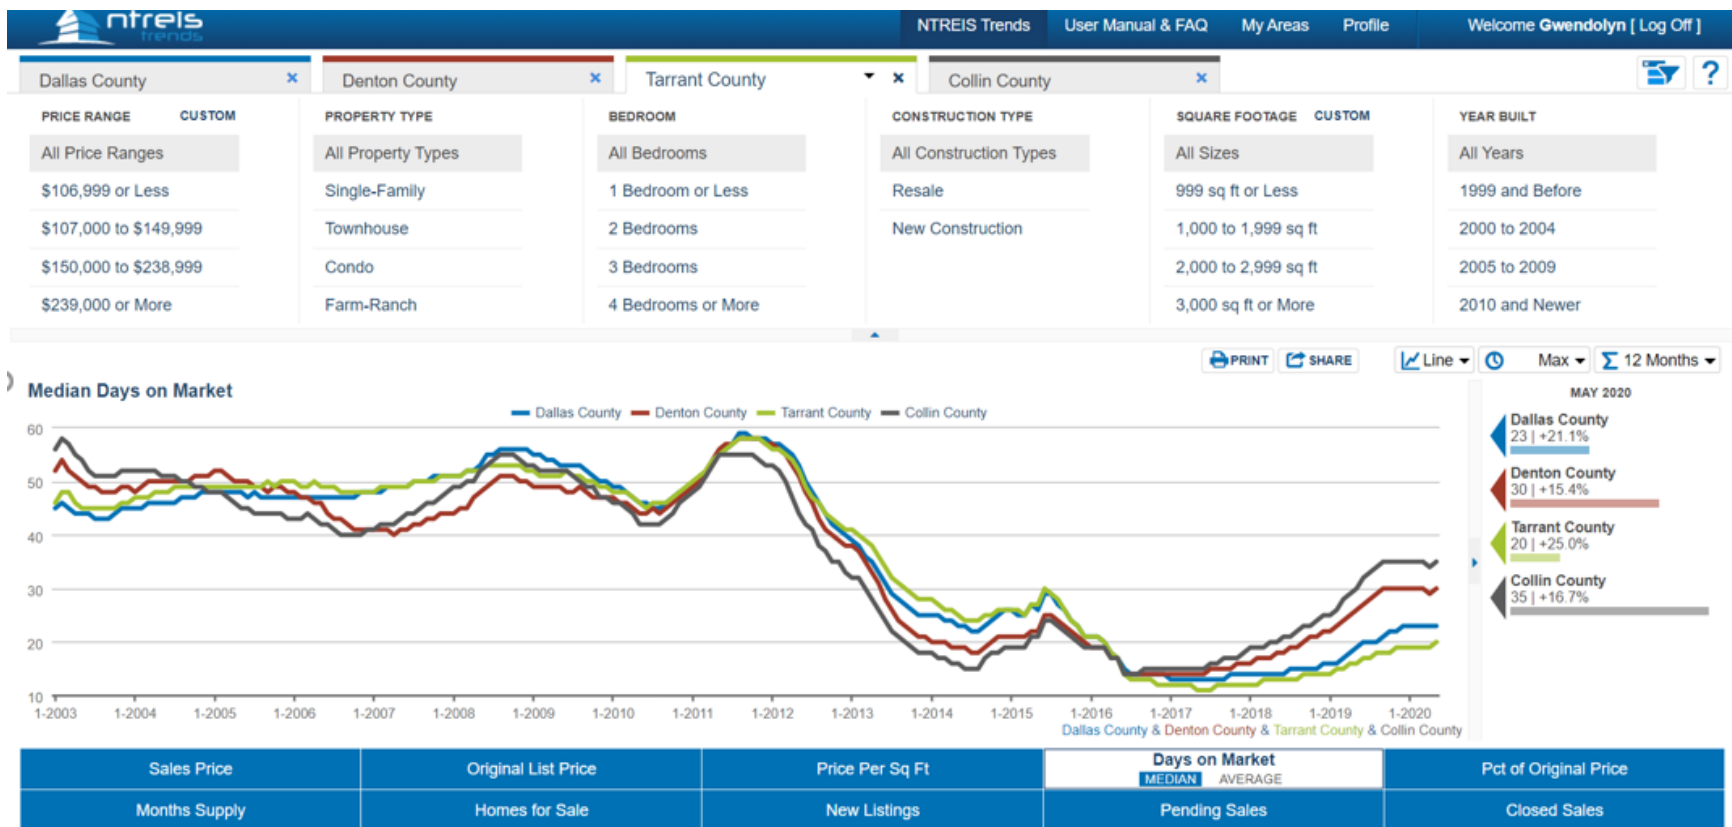 ntreis
trends
NTREIS Trends User Manual & FAQ My Areas Profile Welcome Gwendolyn [ Log Off ]
Dallas County × Denton County × Tarrant County × Collin County × ?
PRICE RANGE CUSTOM PROPERTY TYPE BEDROOM CONSTRUCTION TYPE SQUARE FOOTAGE CUSTOM YEAR BUILT
All Price Ranges All Property Types All Bedrooms All Construction Types All Sizes All Years
$106,999 or Less Single-Family 1 Bedroom or Less Resale 999 sq ft or Less 1999 and Before
$107,000 to $149,999 Townhouse 2 Bedrooms New Construction 1,000 to 1,999 sq ft 2000 to 2004
$150,000 to $238,999 Condo 3 Bedrooms 2,000 to 2,999 sq ft 2005 to 2009
$239,000 or More Farm-Ranch 4 Bedrooms or More 3,000 sq ft or More 2010 and Newer
PRINT SHARE Line Max Σ 12 Months
Median Days on Market
Dallas County Denton County Tarrant County Collin County
60
50
40
30
20
10
1-2003 1-2004 1-2005 1-2006 1-2007 1-2008 1-2009 1-2010 1-2011 1-2012 1-2013 1-2014 1-2015 1-2016 1-2017 1-2018 1-2019 1-2020
Dallas County & Denton County & Tarrant County & Collin County
MAY 2020
Dallas County
23 | +21.1%
Denton County
30 | +15.4%
Tarrant County
20 | +25.0%
Collin County
35 | +16.7%
Sales Price Original List Price Price Per Sq Ft Days on Market Pct of Original Price
MEDIAN AVERAGE
Months Supply Homes for Sale New Listings Pending Sales Closed Sales